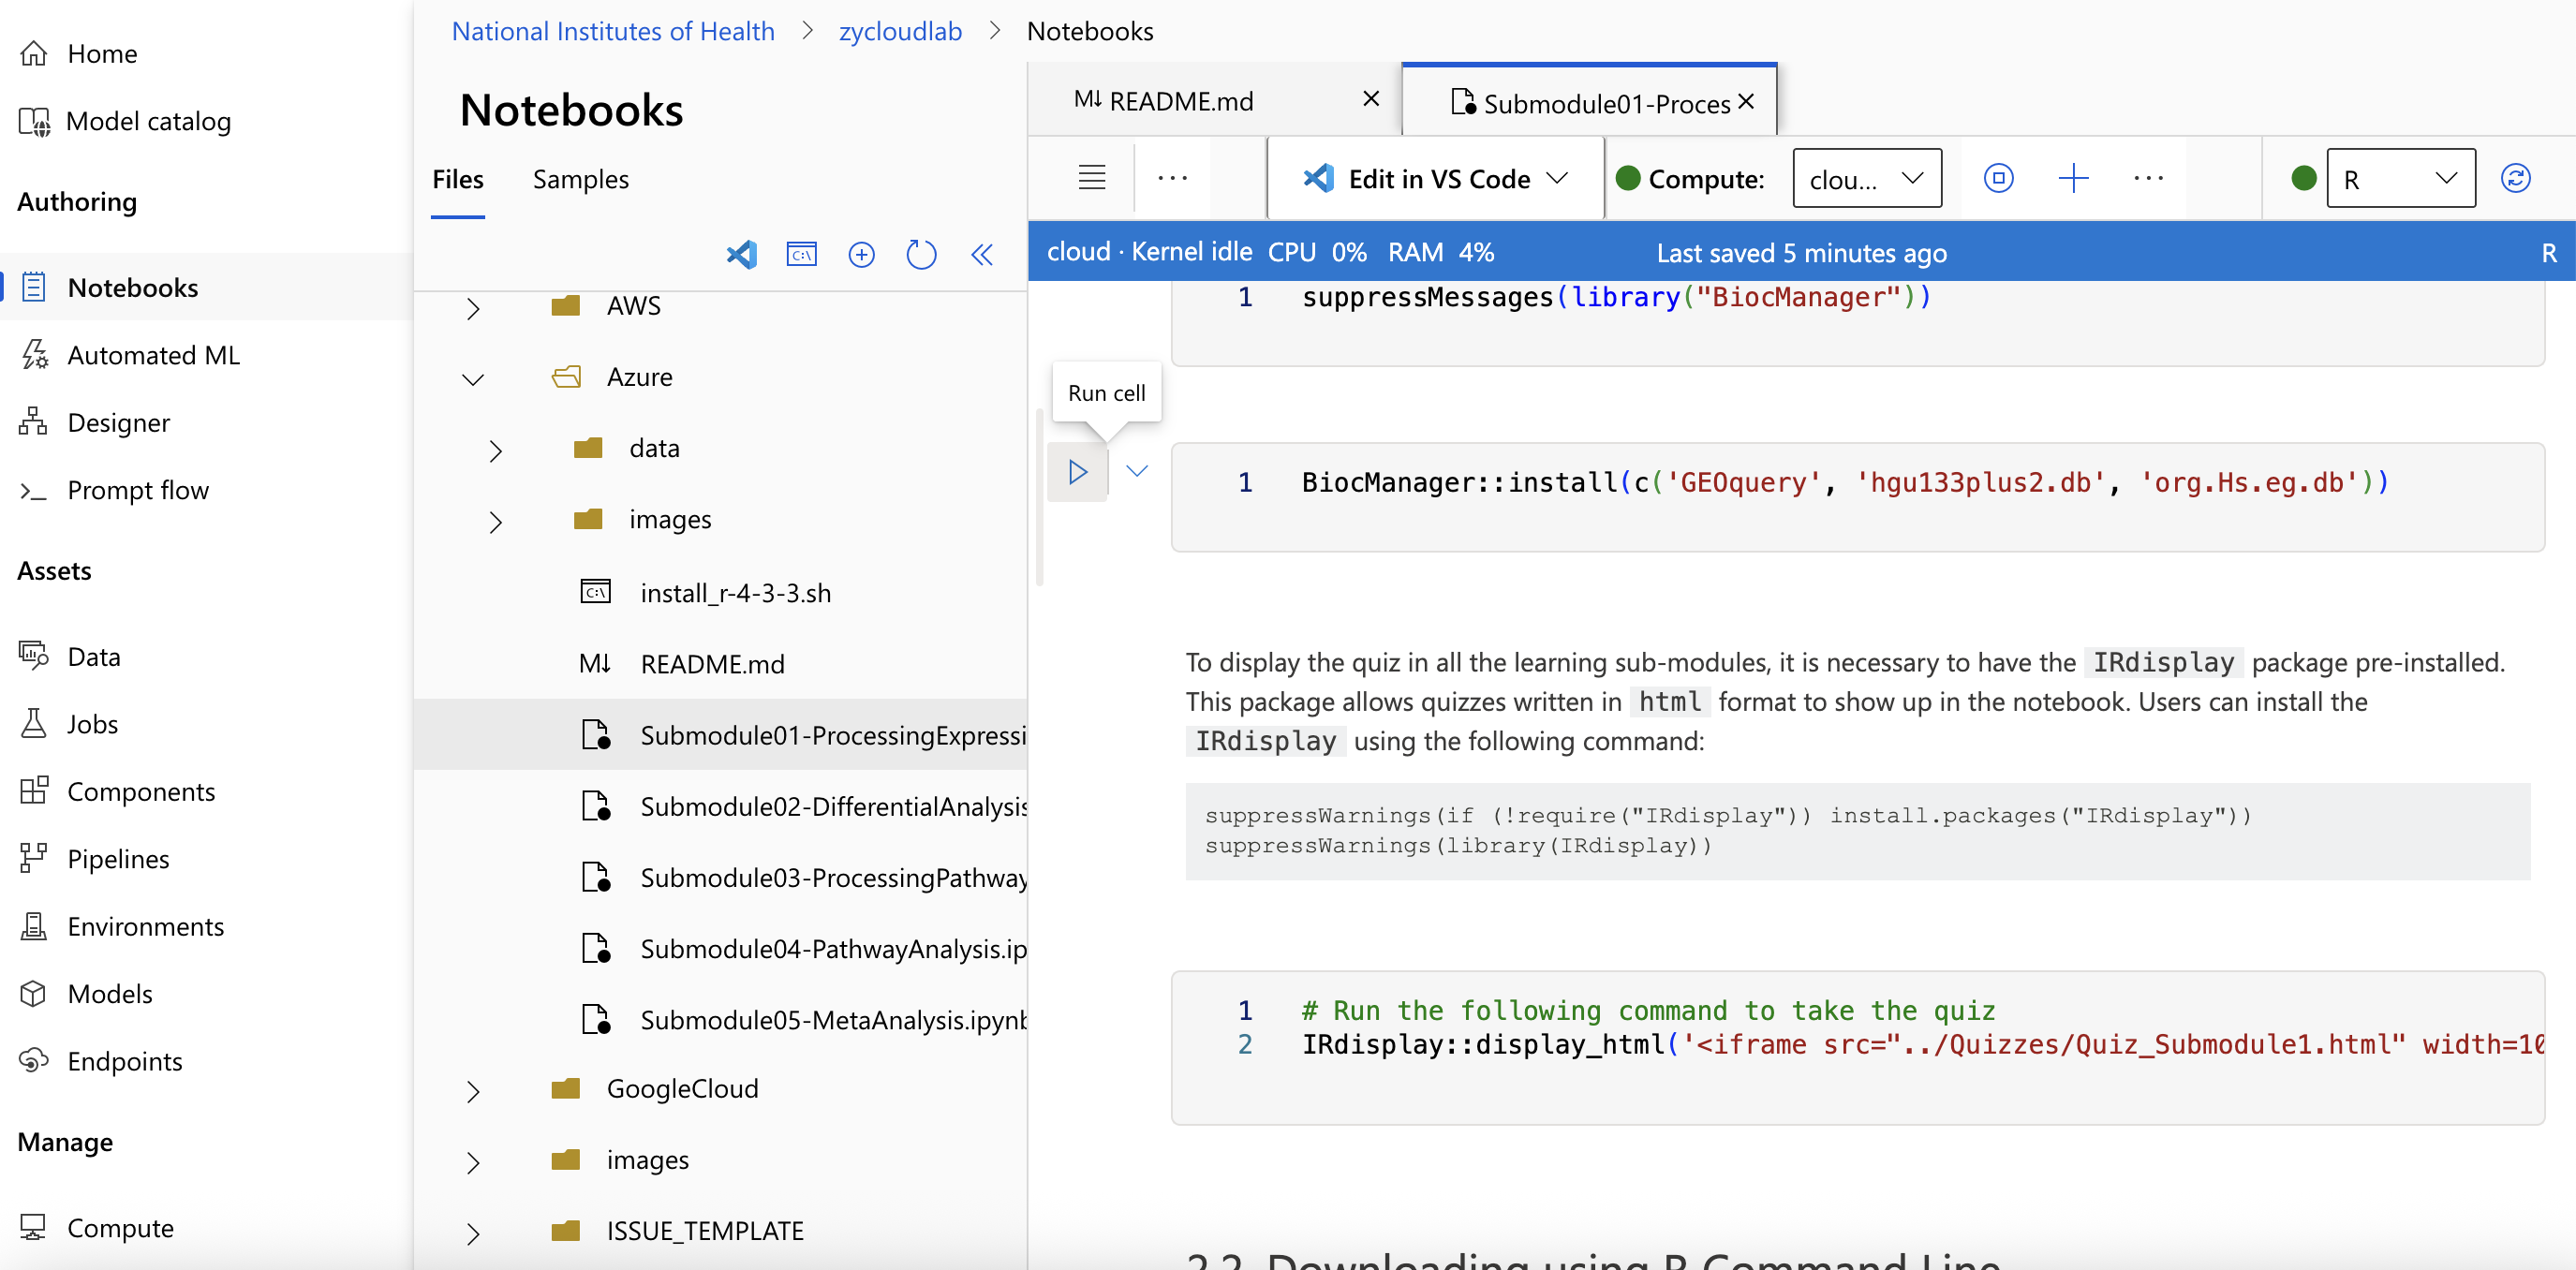 Home
Model catalog
Authoring
Notebooks
Automated ML
Designer
Prompt flow
Assets
Data
Jobs
Components
Pipelines
Environments
Models
Endpoints
Manage
Compute
National Institutes of Health > zycloudlab > Notebooks
Notebooks
Files Samples
AWS
Azure
data
images
install_r-4-3-3.sh
README.md
Submodule01-ProcessingExpressi
Submodule02-DifferentialAnalysis
Submodule03-ProcessingPathway
Submodule04-PathwayAnalysis.ip
Submodule05-MetaAnalysis.ipynb
GoogleCloud
images
ISSUE_TEMPLATE
M↓ README.md
Submodule01-Proces
Edit in VS Code Compute: clou... R
cloud · Kernel idle CPU 0% RAM 4% Last saved 5 minutes ago R
1 suppressMessages(library("BiocManager"))
Run cell
1 BiocManager::install(c('GEOquery', 'hgu133plus2.db', 'org.Hs.eg.db'))
To display the quiz in all the learning sub-modules, it is necessary to have the IRdisplay package pre-installed.
This package allows quizzes written in html format to show up in the notebook. Users can install the
IRdisplay using the following command:
suppressWarnings(if (!require("IRdisplay")) install.packages("IRdisplay"))
suppressWarnings(library(IRdisplay))
1 # Run the following command to take the quiz
2 IRdisplay::display_html('<iframe src="../Quizzes/Quiz_Submodule1.html" width=10
2.2. Downloading using R Command Line